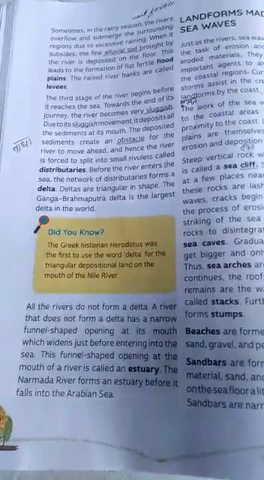 Sometimes, in the rainy season, the rivers
overflow and submerge the surrounding
regions due to excessive raining. When it
subsides, the fine alluvial soil brought by
the river is deposited on the floor. This
leads to the formation of flat fertile flood
plains. The raised river banks are called
levees.
The third stage of the river begins before
it reaches the sea. Towards the end of its
journey, the river becomes very sluggish.
Due to its sluggish movement, it deposits all
the sediments at its mouth. The deposited
sediments create an obstacle for the
river to move ahead, and hence the river
is forced to split into small rivulets called
distributaries. Before the river enters the
sea, the network of distributaries forms a
delta. Deltas are triangular in shape. The
Ganga-Brahmaputra delta is the largest
delta in the world.
Did You Know?
The Greek historian Herodotus was
the first to use the word 'delta' for the
triangular depositional land on the
mouth of the Nile River.
All the rivers do not form a delta. A river
that does not form a delta has a narrow
funnel-shaped opening at its mouth
which widens just before entering into the
sea. This funnel-shaped opening at the
mouth of a river is called an estuary. The
Narmada River forms an estuary before it
falls into the Arabian Sea.
LANDFORMS MAD
SEA WAVES
Just as the rivers, sea wav
the task of erosion an
eroded materials. They
important agents to a
the coastal regions. Cur
storms assist in the cre
landforms by the coast.
The work of the sea w
to the coastal areas
proximity to the coast
plains are themselves
erosion and deposition
Steep vertical rock w
is called a sea cliff. S
at a few places near
these rocks are lash
waves, cracks begin
the process of erosi
striking of the sea
rocks to disintegrat
sea caves. Gradua
get bigger and onl
Thus, sea arches ar
continues, the roof
remains are the wa
called stacks. Furth
forms stumps.
Beaches are forme
sand, gravel, and pe
Sandbars are for
material, sand, and
on the sea floor a lit
Sandbars are narr